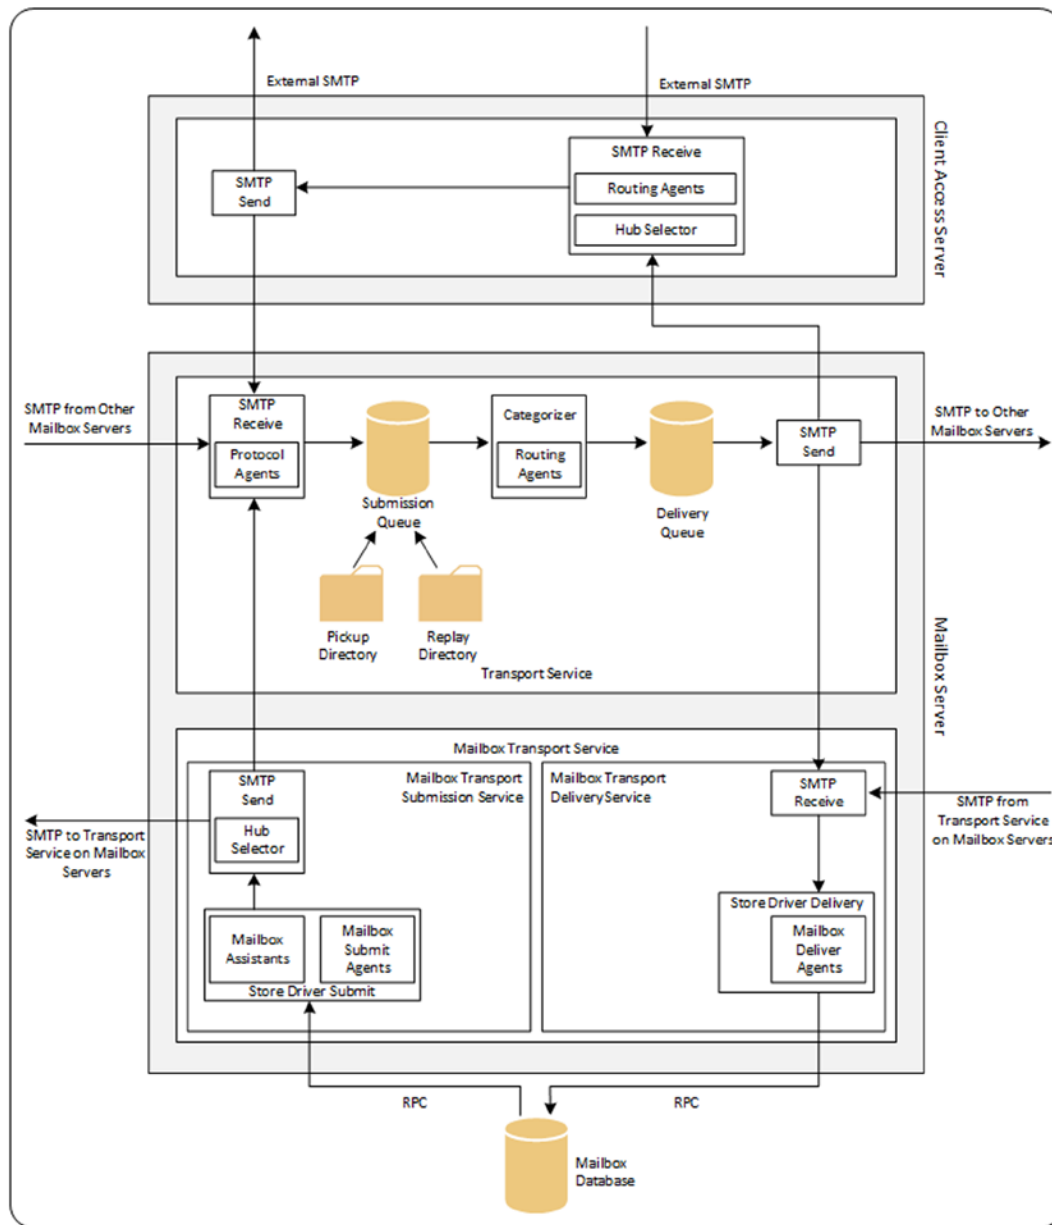 External SMTP
External SMTP
Client Access Server
SMTP Receive
Routing Agents
Hub Selector
SMTP
Send
SMTP from Other
Mailbox Servers
SMTP
Receive
Protocol
Agents
Submission
Queue
Categorizer
Routing
Agents
Delivery
Queue
SMTP
Send
SMTP to Other
Mailbox Servers
Pickup
Directory
Replay
Directory
Transport Service
Mailbox Server
Mailbox Transport Service
Mailbox Transport
Submission Service
Mailbox Transport
Delivery Service
SMTP
Send
Hub
Selector
SMTP to Transport
Service on Mailbox
Servers
SMTP
Receive
SMTP from
Transport Service
on Mailbox Servers
Mailbox
Assistants
Mailbox
Submit
Agents
Store Driver Submit
Store Driver Delivery
Mailbox
Deliver
Agents
RPC
RPC
Mailbox
Database